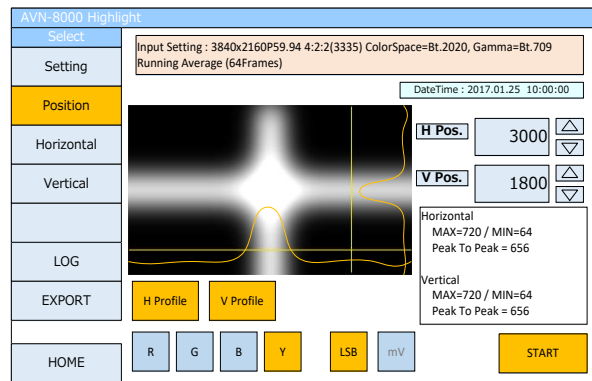 AVN-8000 Highlight
Select
Setting
Position
Horizontal
Vertical
LOG
EXPORT
HOME
Input Setting : 3840x2160P59.94 4:2:2(3335) ColorSpace=Bt.2020, Gamma=Bt.709
Running Average (64Frames)
DateTime : 2017.01.25  10:00:00
H Pos.
3000
V Pos.
1800
Horizontal
MAX=720 / MIN=64
Peak To Peak = 656
Vertical
MAX=720 / MIN=64
Peak To Peak = 656
H Profile
V Profile
R
G
B
Y
LSB
mV
START